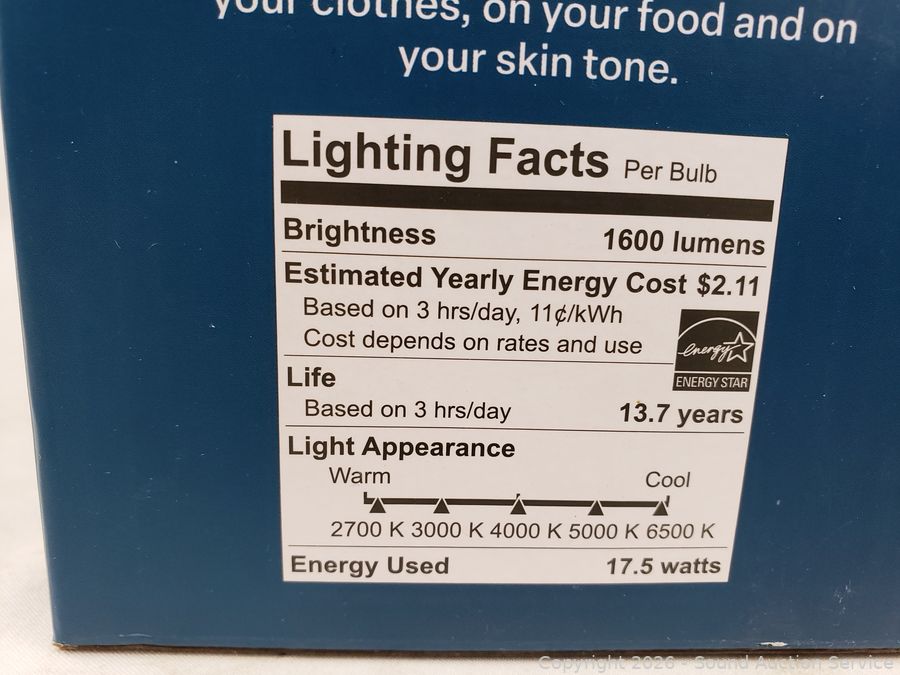 your clothes, on your food and on
your skin tone.
Lighting Facts Per Bulb
Brightness 1600 lumens
Estimated Yearly Energy Cost $2.11
Based on 3 hrs/day, 11¢/kWh
Cost depends on rates and use
energy
ENERGY STAR
Life
Based on 3 hrs/day 13.7 years
Light Appearance
Warm Cool
2700 K 3000 K 4000 K 5000 K 6500 K
Energy Used 17.5 watts
Copyright 2026 - Sound Auction Service